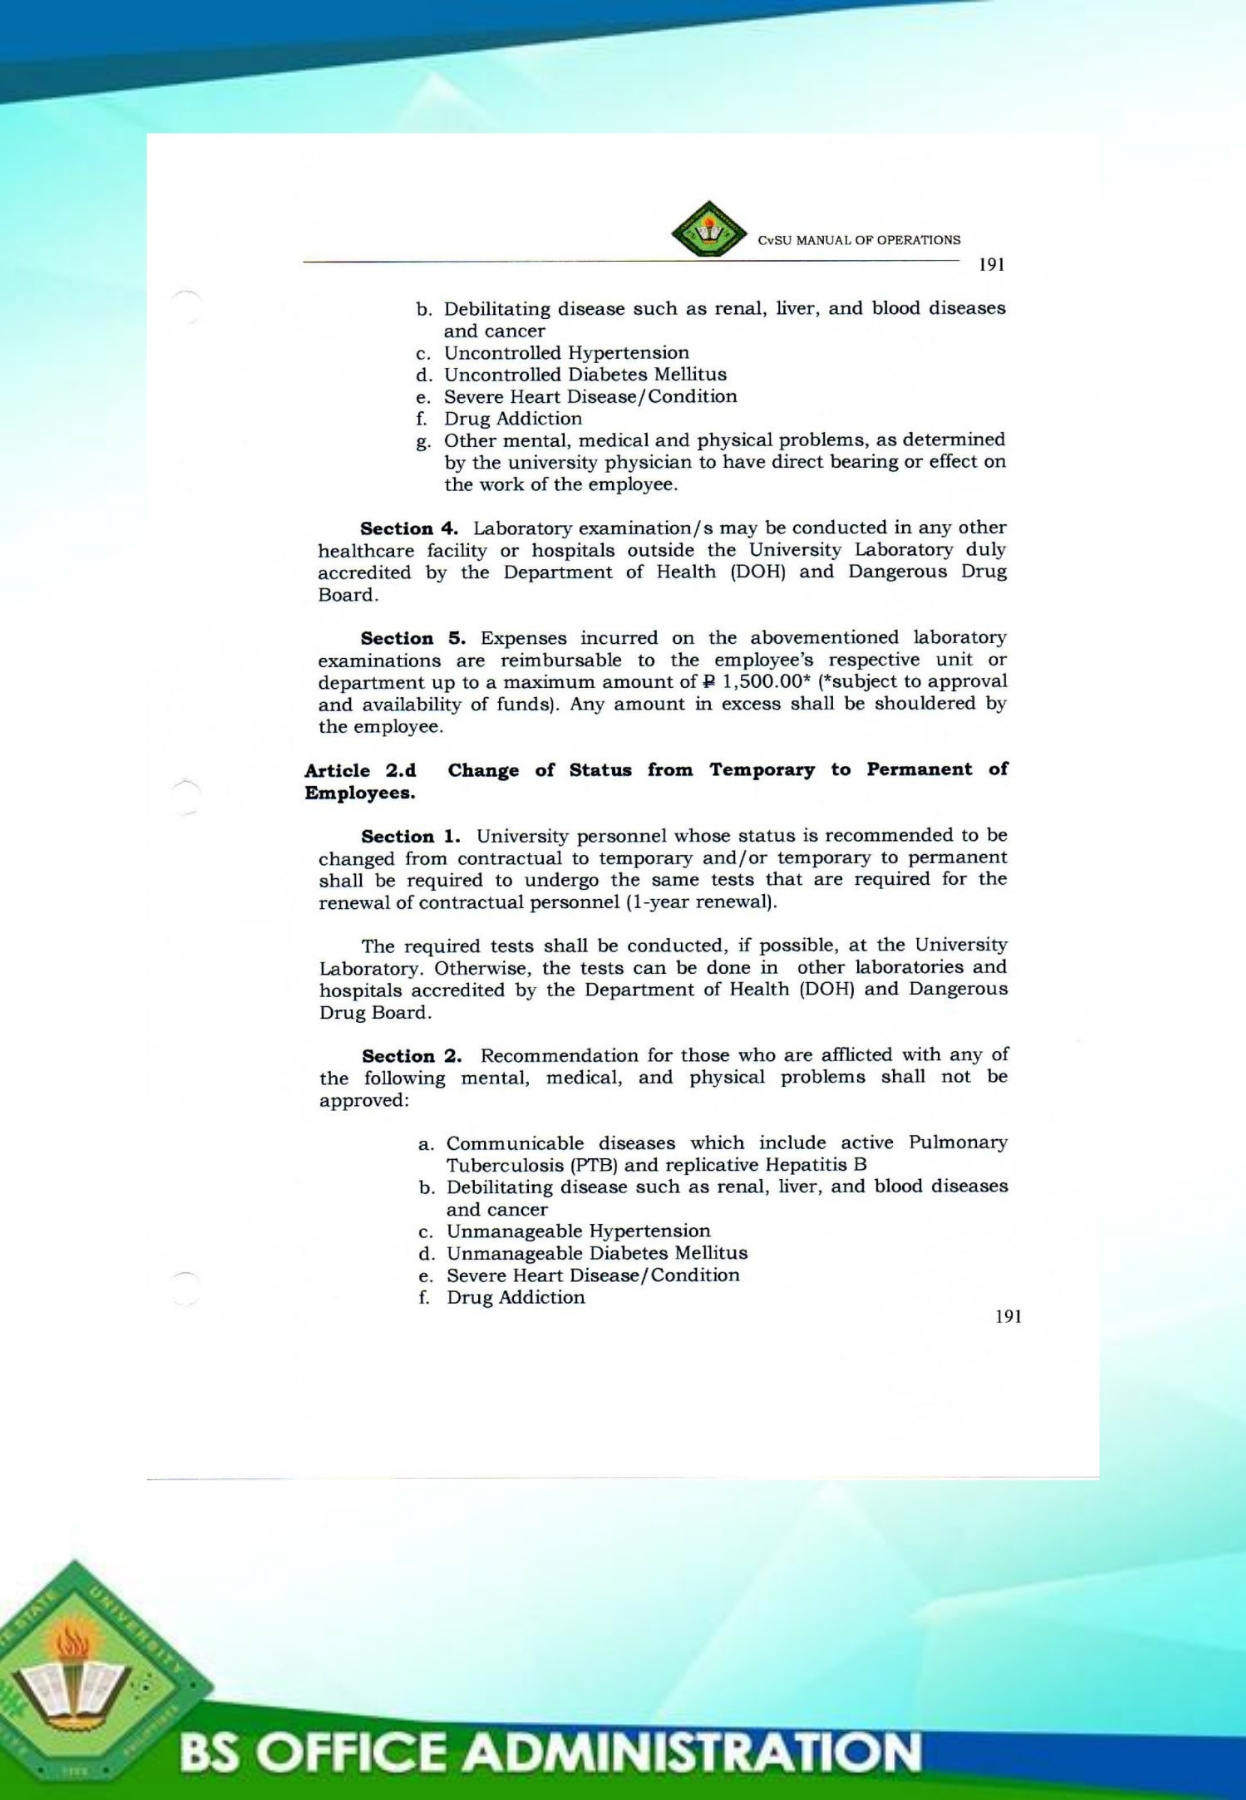 CvSU MANUAL OF OPERATIONS
191
b. Debilitating disease such as renal, liver, and blood diseases
and cancer
c. Uncontrolled Hypertension
d. Uncontrolled Diabetes Mellitus
e. Severe Heart Disease/Condition
f. Drug Addiction
g. Other mental, medical and physical problems, as determined
by the university physician to have direct bearing or effect on
the work of the employee.
Section 4. Laboratory examination/s may be conducted in any other
healthcare facility or hospitals outside the University Laboratory duly
accredited by the Department of Health (DOH) and Dangerous Drug
Board.
Section 5. Expenses incurred on the abovementioned laboratory
examinations are reimbursable to the employee's respective unit or
department up to a maximum amount of ₱ 1,500.00* (*subject to approval
and availability of funds). Any amount in excess shall be shouldered by
the employee.
Article 2.d Change of Status from Temporary to Permanent of
Employees.
Section 1. University personnel whose status is recommended to be
changed from contractual to temporary and/or temporary to permanent
shall be required to undergo the same tests that are required for the
renewal of contractual personnel (1-year renewal).
The required tests shall be conducted, if possible, at the University
Laboratory. Otherwise, the tests can be done in other laboratories and
hospitals accredited by the Department of Health (DOH) and Dangerous
Drug Board.
Section 2. Recommendation for those who are afflicted with any of
the following mental, medical, and physical problems shall not be
approved:
a. Communicable diseases which include active Pulmonary
Tuberculosis (PTB) and replicative Hepatitis B
b. Debilitating disease such as renal, liver, and blood diseases
and cancer
c. Unmanageable Hypertension
d. Unmanageable Diabetes Mellitus
e. Severe Heart Disease/Condition
f. Drug Addiction
191
STATE UNIVERSITY
BS OFFICE ADMINISTRATION